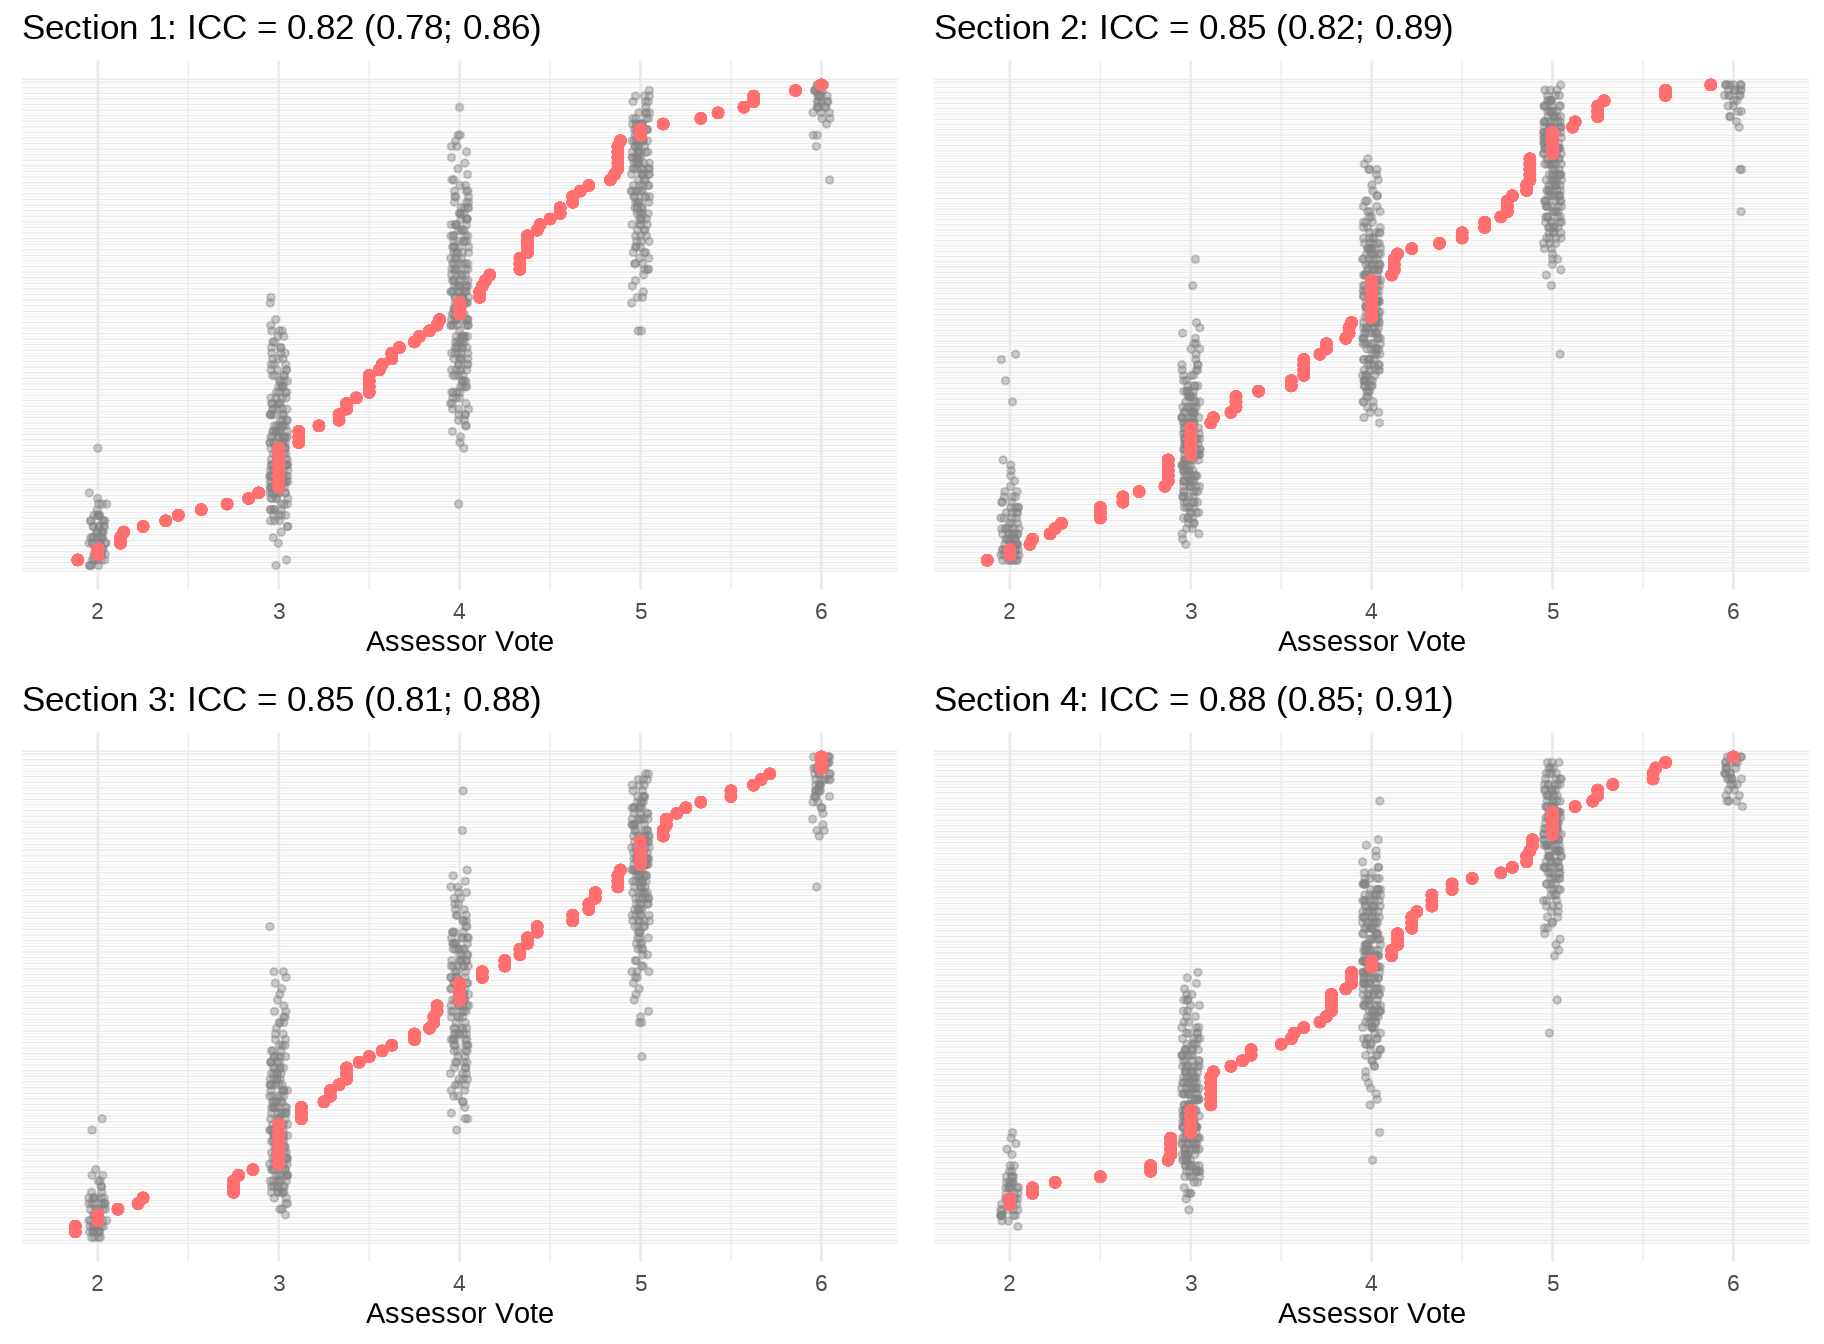 Section 1: ICC = 0.82 (0.78; 0.86)
2 3 4 5 6
Assessor Vote
Section 2: ICC = 0.85 (0.82; 0.89)
2 3 4 5 6
Assessor Vote
Section 3: ICC = 0.85 (0.81; 0.88)
2 3 4 5 6
Assessor Vote
Section 4: ICC = 0.88 (0.85; 0.91)
2 3 4 5 6
Assessor Vote